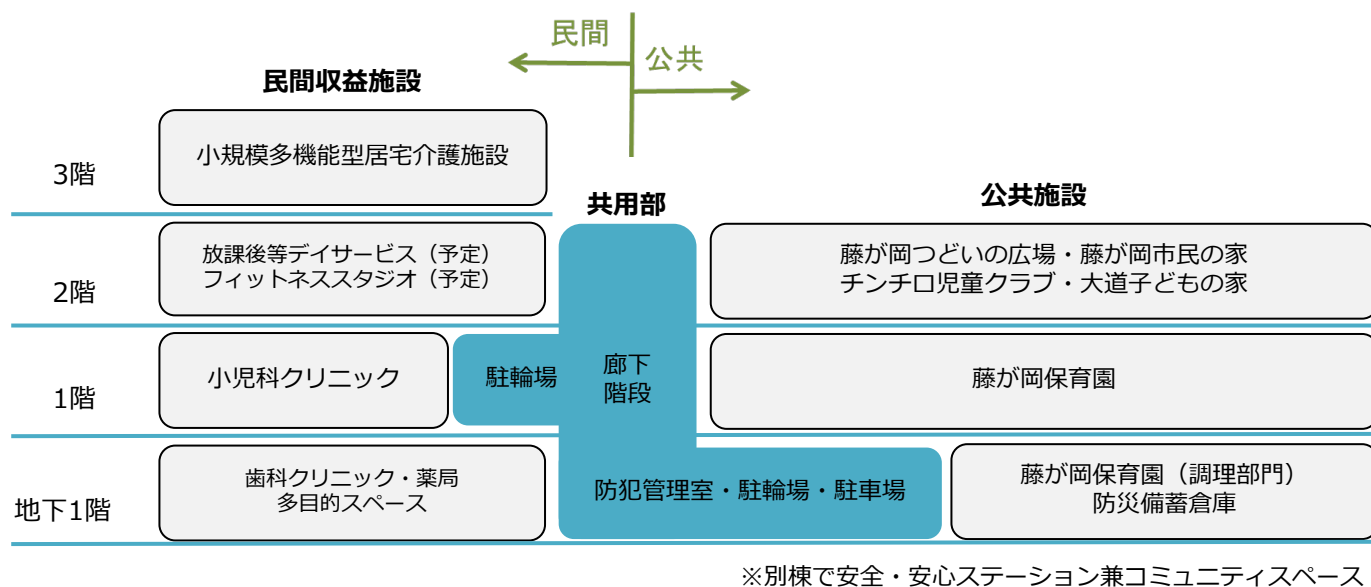 民間
公共
民間収益施設
3階
小規模多機能型居宅介護施設
共用部
公共施設
2階
放課後等デイサービス（予定）
フィットネススタジオ（予定）
藤が岡つどいの広場・藤が岡市民の家
チンチロ児童クラブ・大道子どもの家
1階
小児科クリニック
駐輪場
廊下
階段
藤が岡保育園
地下1階
歯科クリニック・薬局
多目的スペース
防犯管理室・駐輪場・駐車場
藤が岡保育園（調理部門）
防災備蓄倉庫
※別棟で安全・安心ステーション兼コミュニティスペース